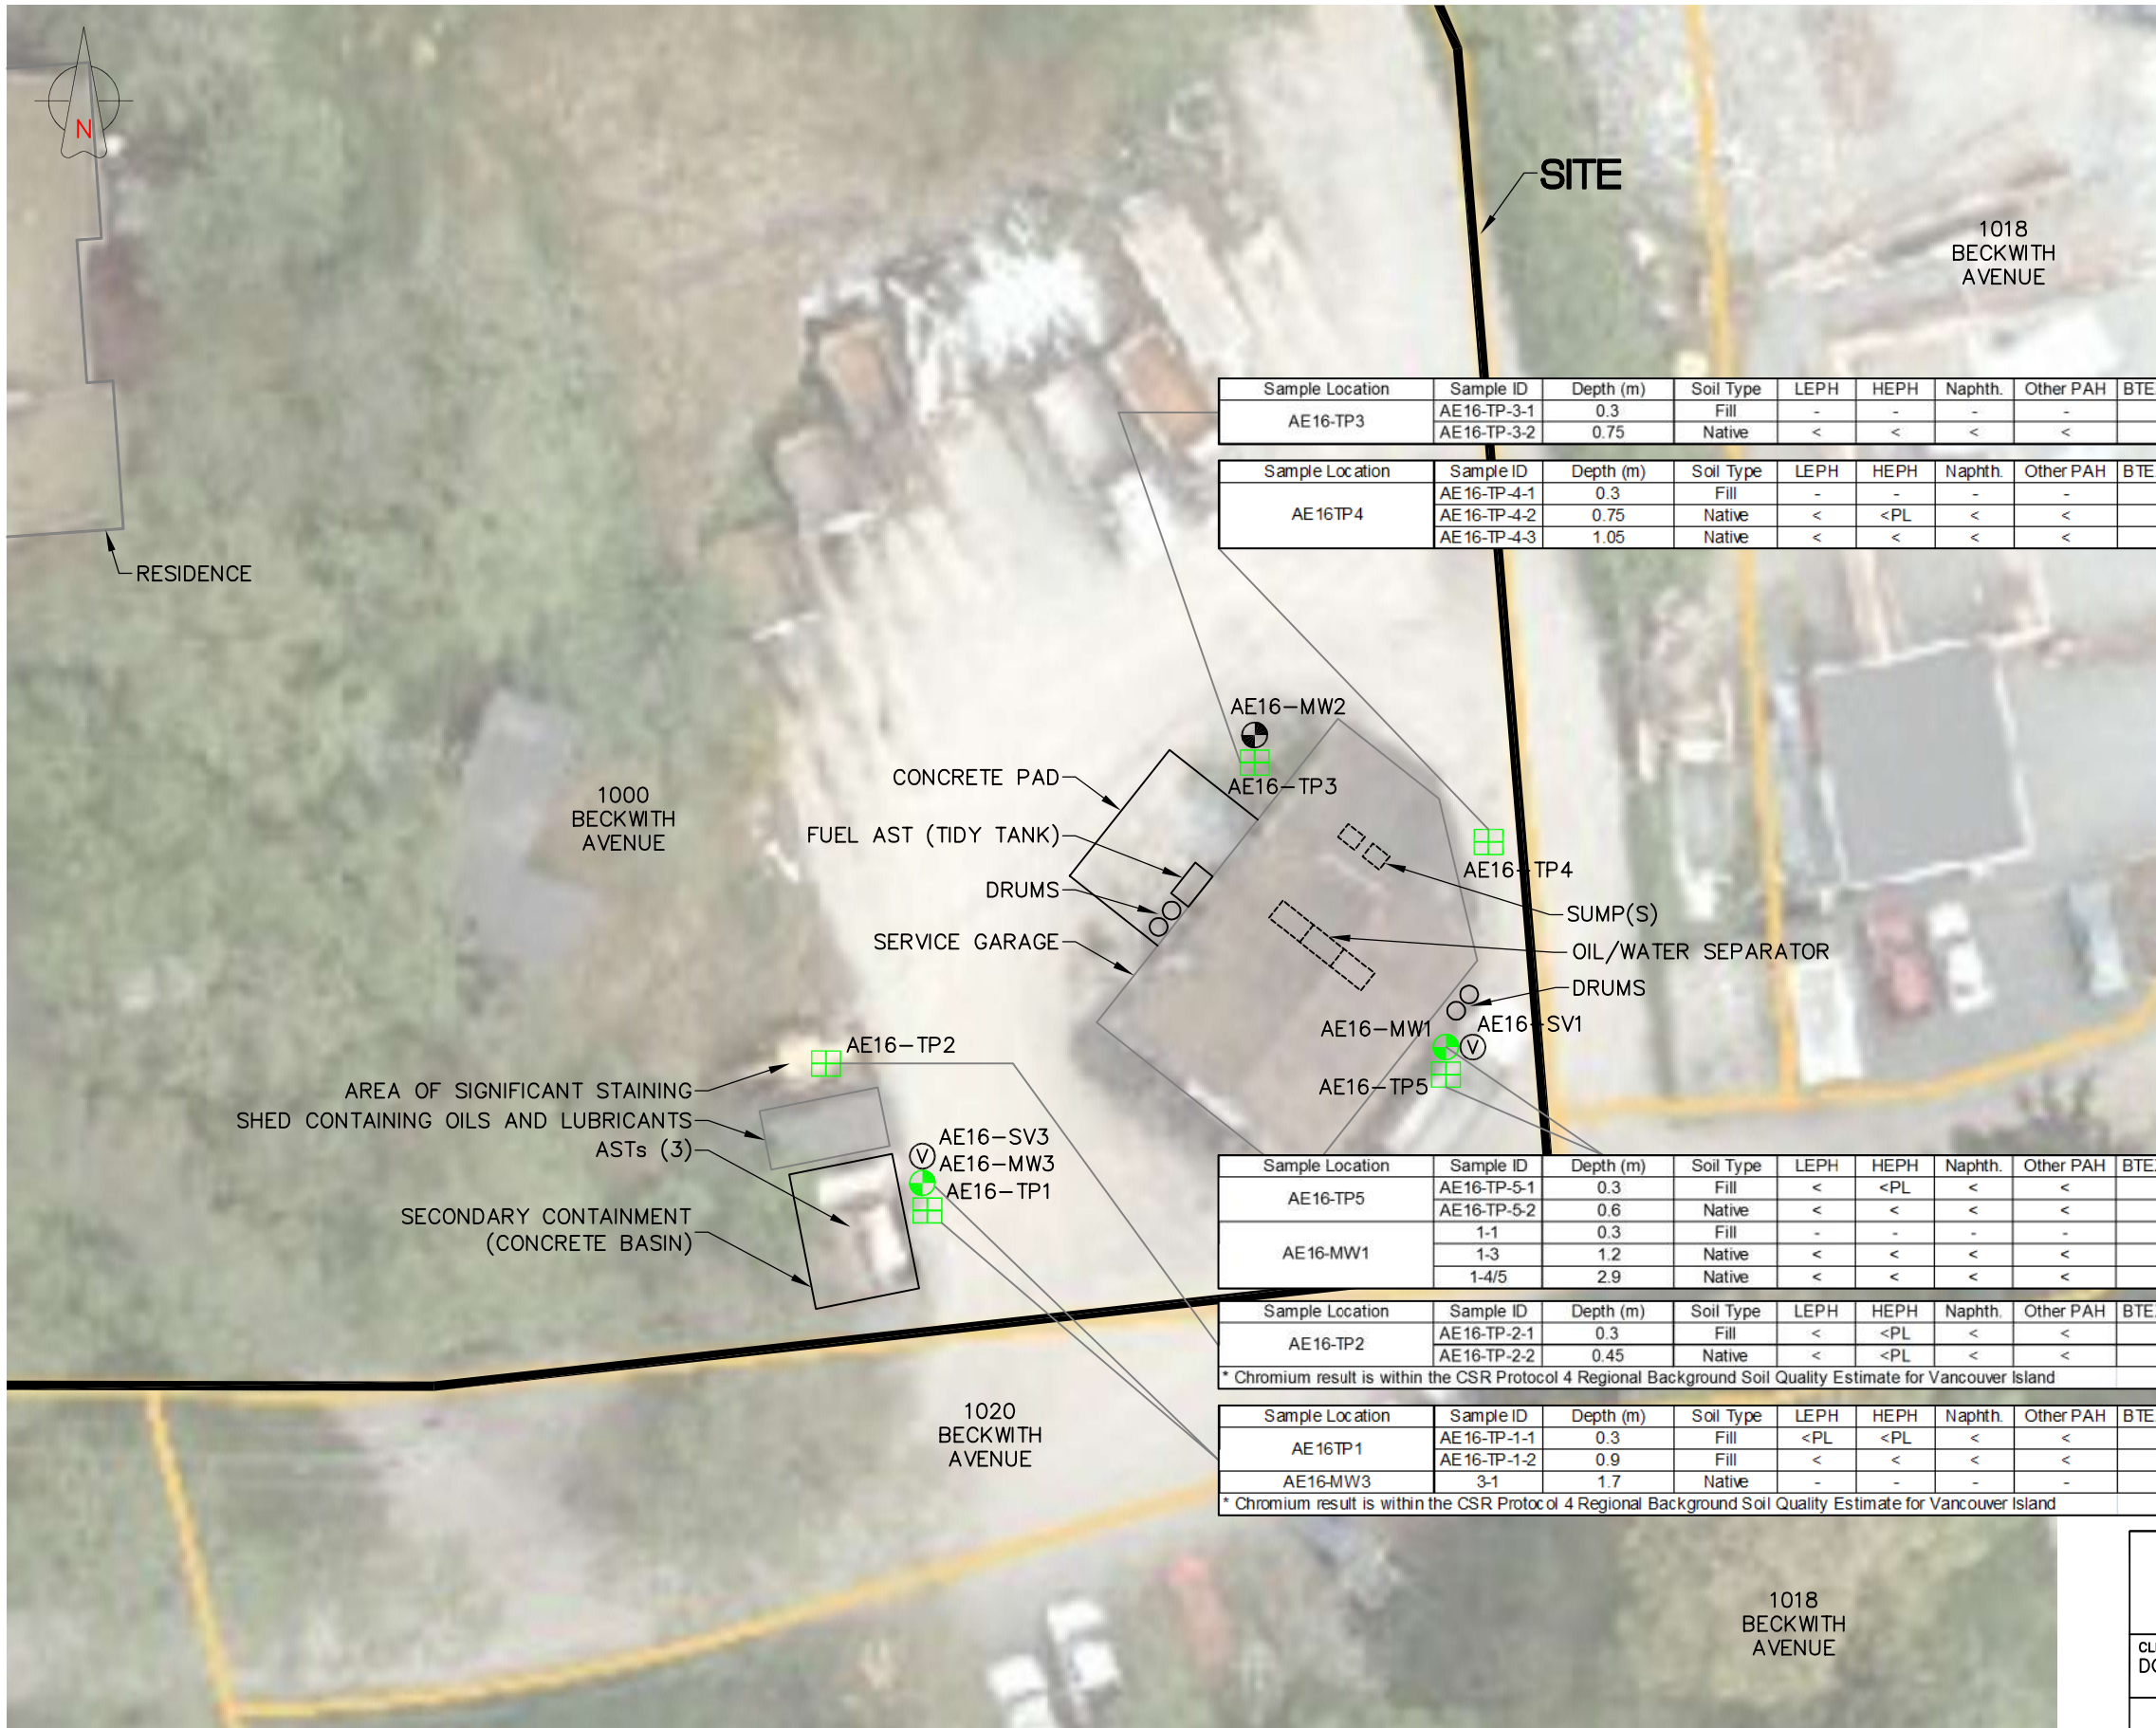 N
SITE
1018
BECKWITH
AVENUE
Sample Location Sample ID Depth (m) Soil Type LEPH HEPH Naphth. Other PAH BTE
AE16-TP3 AE16-TP-3-1 0.3 Fill - - - -
AE16-TP-3-2 0.75 Native < < < <
Sample Location Sample ID Depth (m) Soil Type LEPH HEPH Naphth. Other PAH BTE
AE16TP4 AE16-TP-4-1 0.3 Fill - - - -
AE16-TP-4-2 0.75 Native < <PL < <
AE16-TP-4-3 1.05 Native < < < <
RESIDENCE
AE16-MW2
CONCRETE PAD
AE16-TP3
1000
BECKWITH
AVENUE
FUEL AST (TIDY TANK)
AE16-TP4
DRUMS
SUMP(S)
SERVICE GARAGE
OIL/WATER SEPARATOR
DRUMS
AE16-MW1
AE16-SV1
V
AE16-TP5
AE16-TP2
AREA OF SIGNIFICANT STAINING
SHED CONTAINING OILS AND LUBRICANTS
ASTs (3)
AE16-SV3
V
AE16-MW3
AE16-TP1
SECONDARY CONTAINMENT
(CONCRETE BASIN)
Sample Location Sample ID Depth (m) Soil Type LEPH HEPH Naphth. Other PAH BTE
AE16-TP5 AE16-TP-5-1 0.3 Fill < <PL < <
AE16-TP-5-2 0.6 Native < < < <
AE16-MW1 1-1 0.3 Fill - - - -
1-3 1.2 Native < < < <
1-4/5 2.9 Native < < < <
Sample Location Sample ID Depth (m) Soil Type LEPH HEPH Naphth. Other PAH BTE
AE16-TP2 AE16-TP-2-1 0.3 Fill < <PL < <
AE16-TP-2-2 0.45 Native < <PL < <
* Chromium result is within the CSR Protocol 4 Regional Background Soil Quality Estimate for Vancouver Island
Sample Location Sample ID Depth (m) Soil Type LEPH HEPH Naphth. Other PAH BTE
AE16TP1 AE16-TP-1-1 0.3 Fill <PL <PL < <
AE16-TP-1-2 0.9 Fill < < < <
AE16-MW3 3-1 1.7 Native - - - -
* Chromium result is within the CSR Protocol 4 Regional Background Soil Quality Estimate for Vancouver Island
1020
BECKWITH
AVENUE
1018
BECKWITH
AVENUE